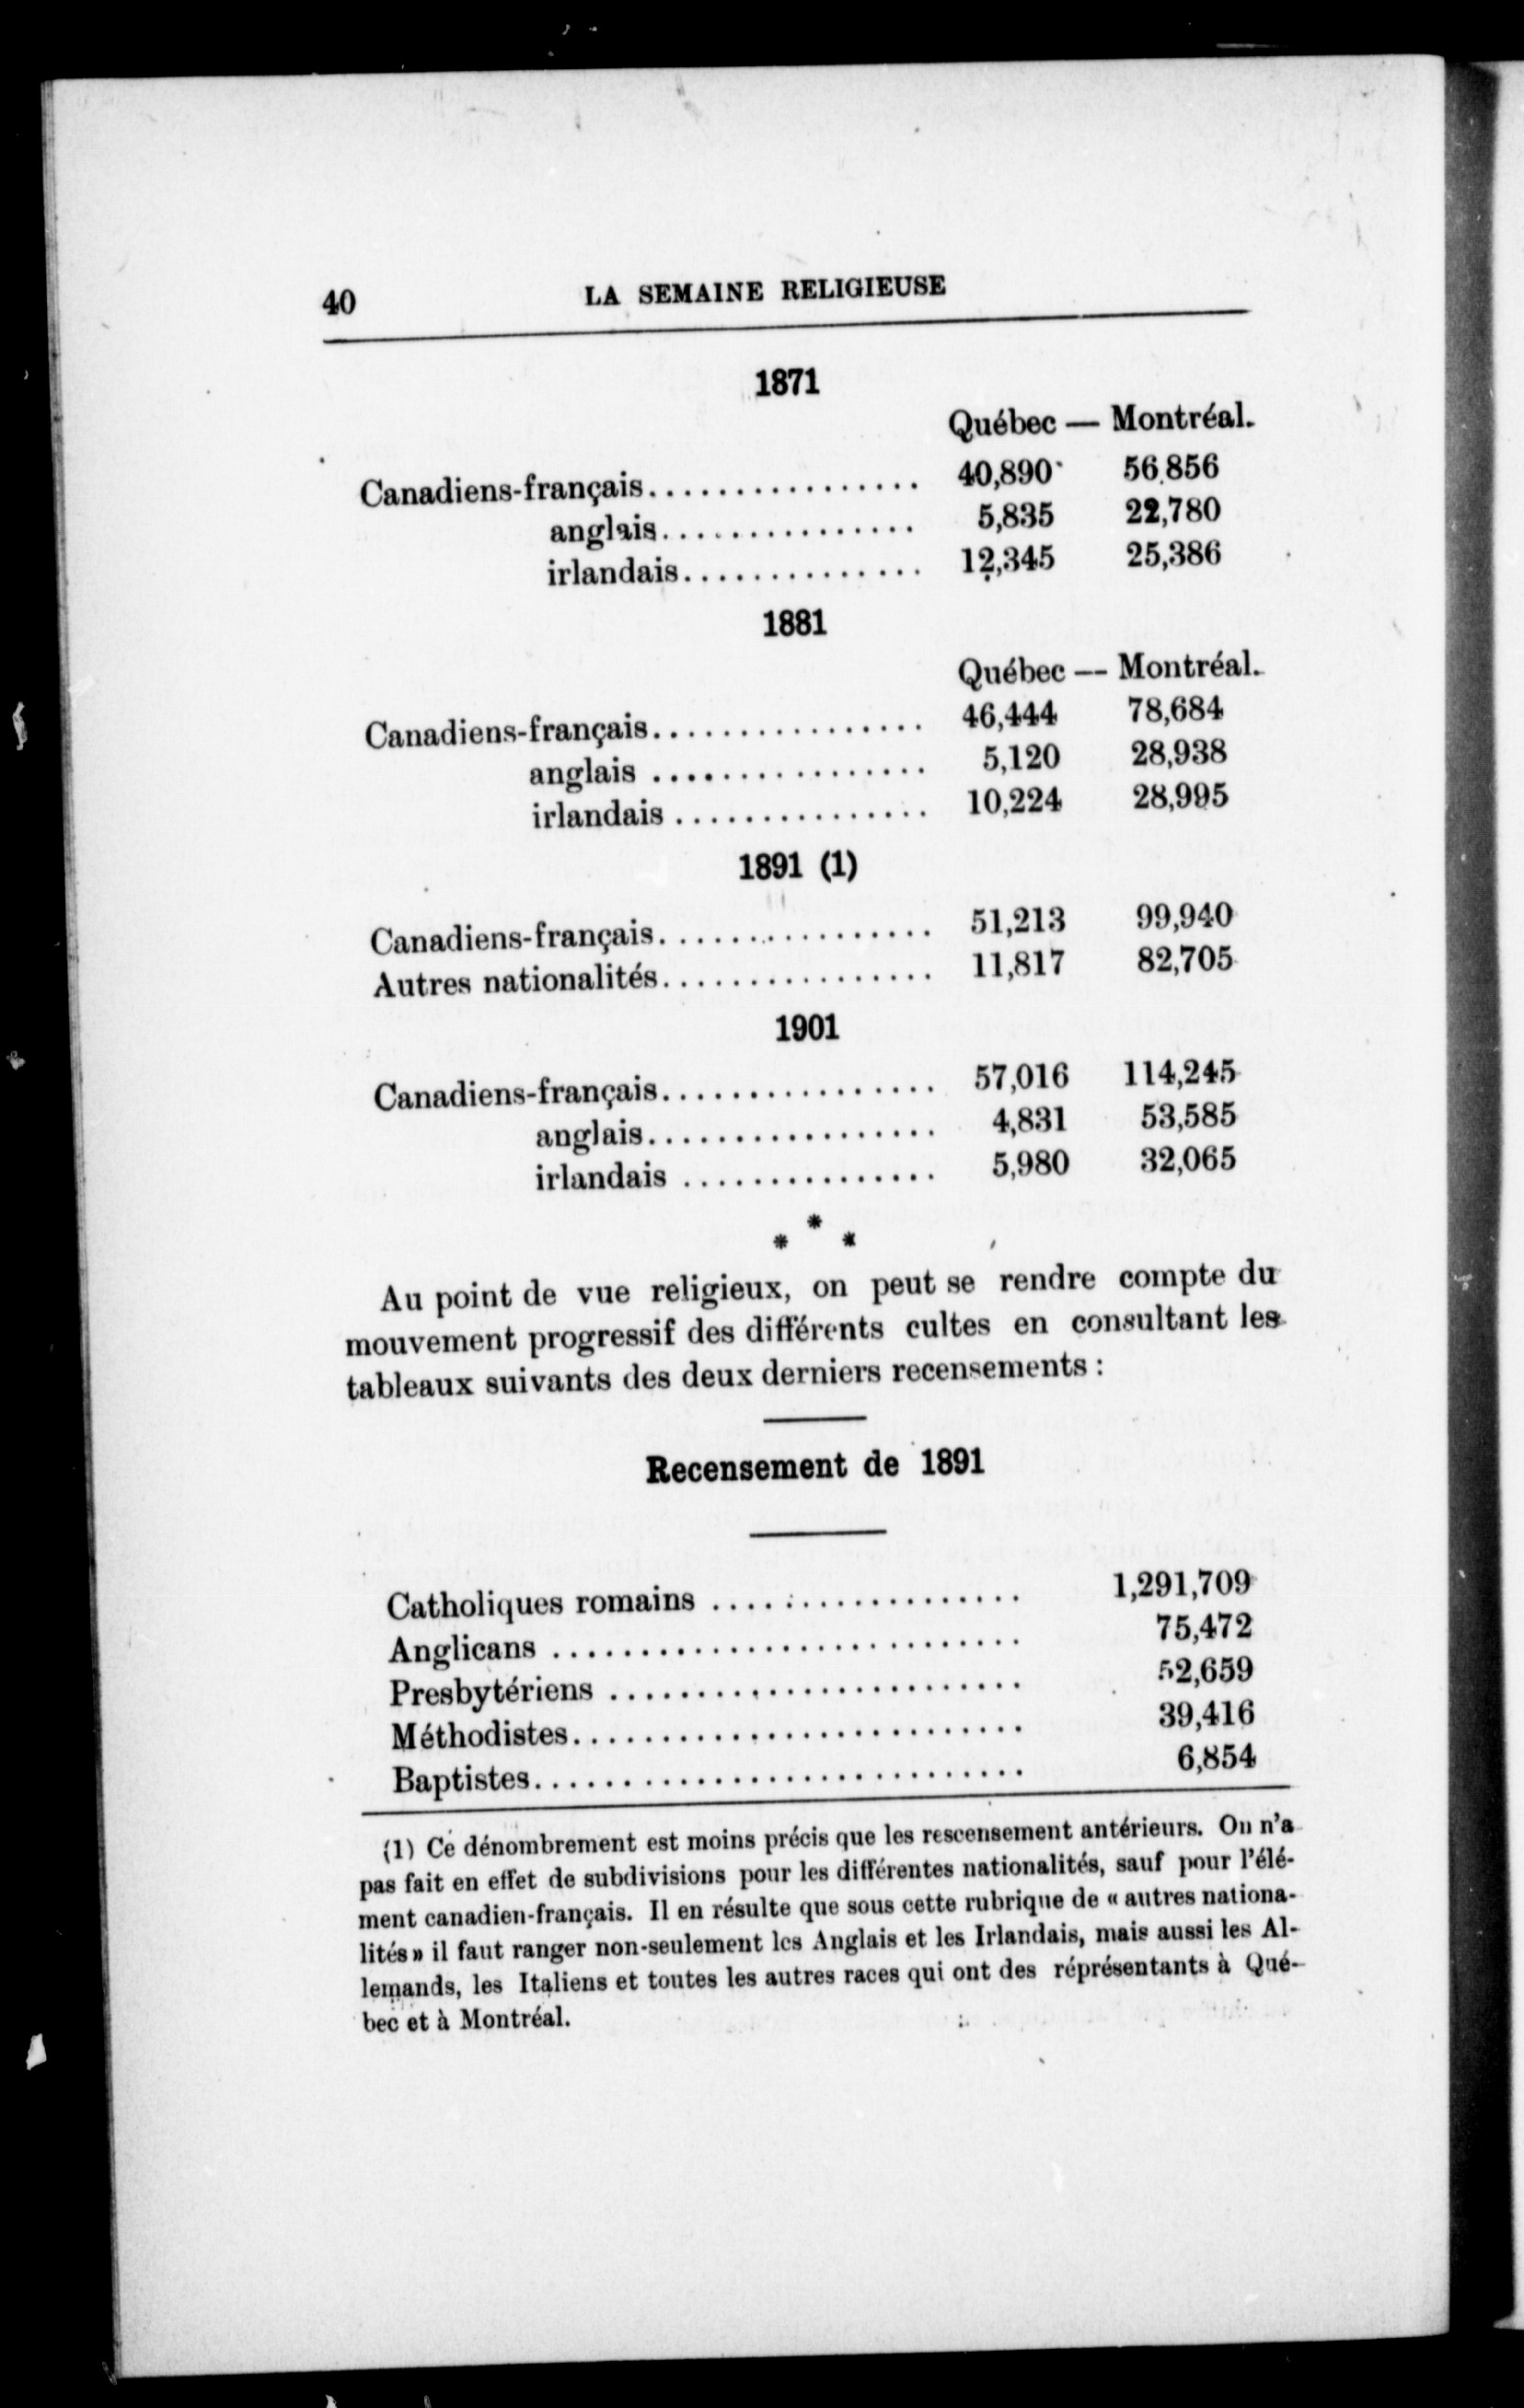 40 LA SEMAINE RELIGIEUSE
1871
Québec — Montréal.
Canadiens-français................ 40,890 56,856
anglais............... 5,835 22,780
irlandais.............. 12,345 25,386
1881
Québec — Montréal.
Canadiens-français................ 46,444 78,684
anglais ................ 5,120 28,938
irlandais ............... 10,224 28,995
1891 (1)
Canadiens-français................ 51,213 99,940
Autres nationalités................ 11,817 82,705
1901
Canadiens-français................ 57,016 114,245
anglais................. 4,831 53,585
irlandais ............... 5,980 32,065
* * *
Au point de vue religieux, on peut se rendre compte du
mouvement progressif des différents cultes en consultant les
tableaux suivants des deux derniers recensements :
Recensement de 1891
Catholiques romains .................. 1,291,709
Anglicans ........................... 75,472
Presbytériens ........................ 52,659
Méthodistes.......................... 39,416
Baptistes............................ 6,854
(1) Ce dénombrement est moins précis que les rescensement antérieurs. On n'a
pas fait en effet de subdivisions pour les différentes nationalités, sauf pour l'élé-
ment canadien-français. Il en résulte que sous cette rubrique de « autres nationa-
lités » il faut ranger non-seulement les Anglais et les Irlandais, mais aussi les Al-
lemands, les Italiens et toutes les autres races qui ont des réprésentants à Qué-
bec et à Montréal.